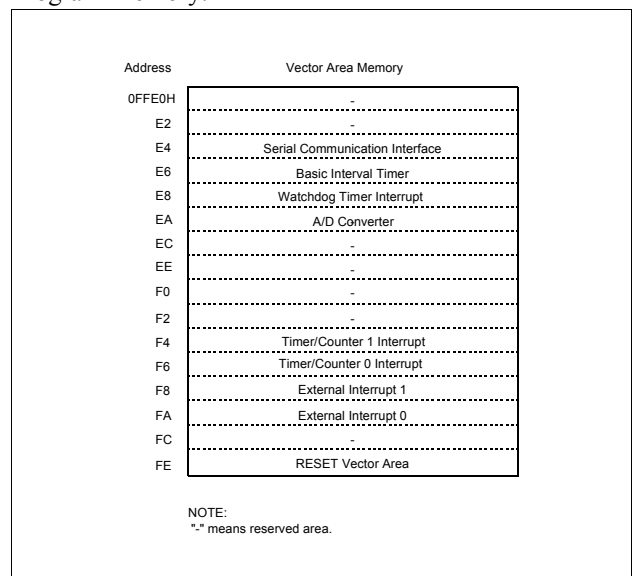 Address Vector Area Memory
0FFE0H -
E2 -
E4 Serial Communication Interface
E6 Basic Interval Timer
E8 Watchdog Timer Interrupt
EA A/D Converter
EC -
EE -
F0 -
F2 -
F4 Timer/Counter 1 Interrupt
F6 Timer/Counter 0 Interrupt
F8 External Interrupt 1
FA External Interrupt 0
FC -
FE RESET Vector Area
NOTE:
"-" means reserved area.